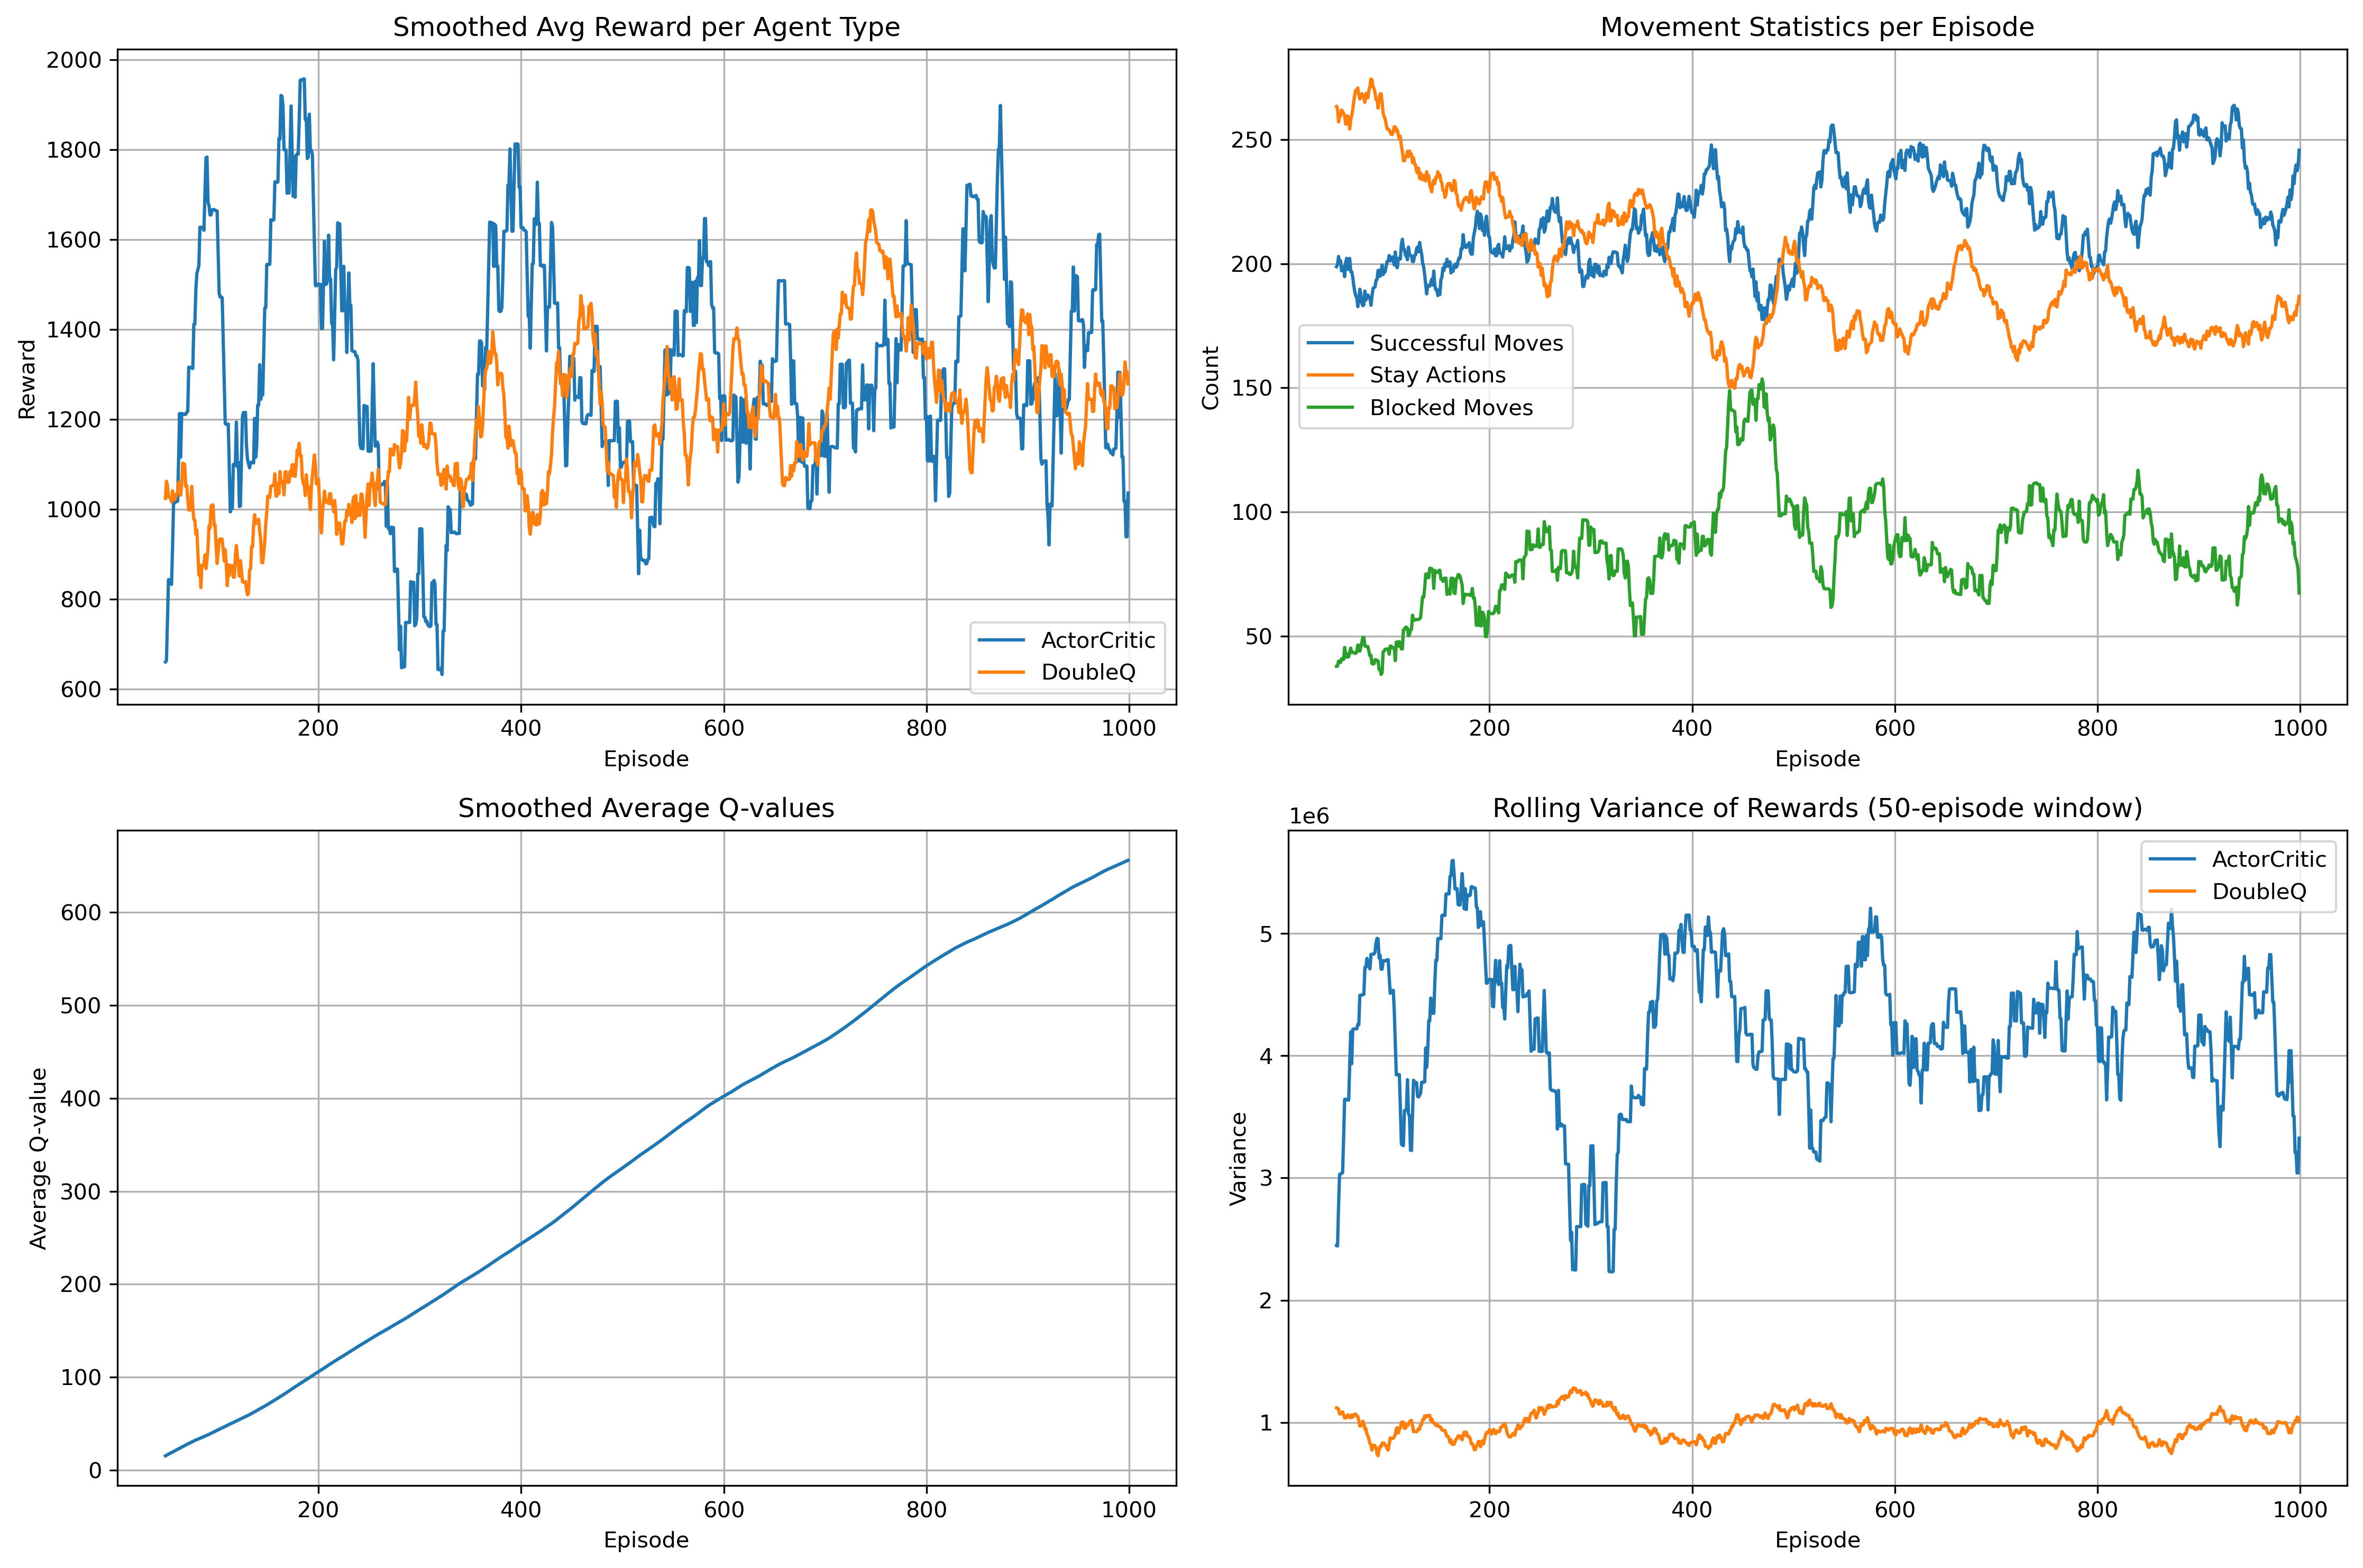 Smoothed Avg Reward per Agent Type
2000
1800
1600
1400
1200
1000
800
600
Reward
200 400 600 800 1000
Episode
ActorCritic
DoubleQ
Movement Statistics per Episode
250
200
150
100
50
Count
Successful Moves
Stay Actions
Blocked Moves
200 400 600 800 1000
Episode
Smoothed Average Q-values
600
500
400
300
200
100
0
Average Q-value
200 400 600 800 1000
Episode
Rolling Variance of Rewards (50-episode window)
1e6
5
4
3
2
1
Variance
ActorCritic
DoubleQ
200 400 600 800 1000
Episode